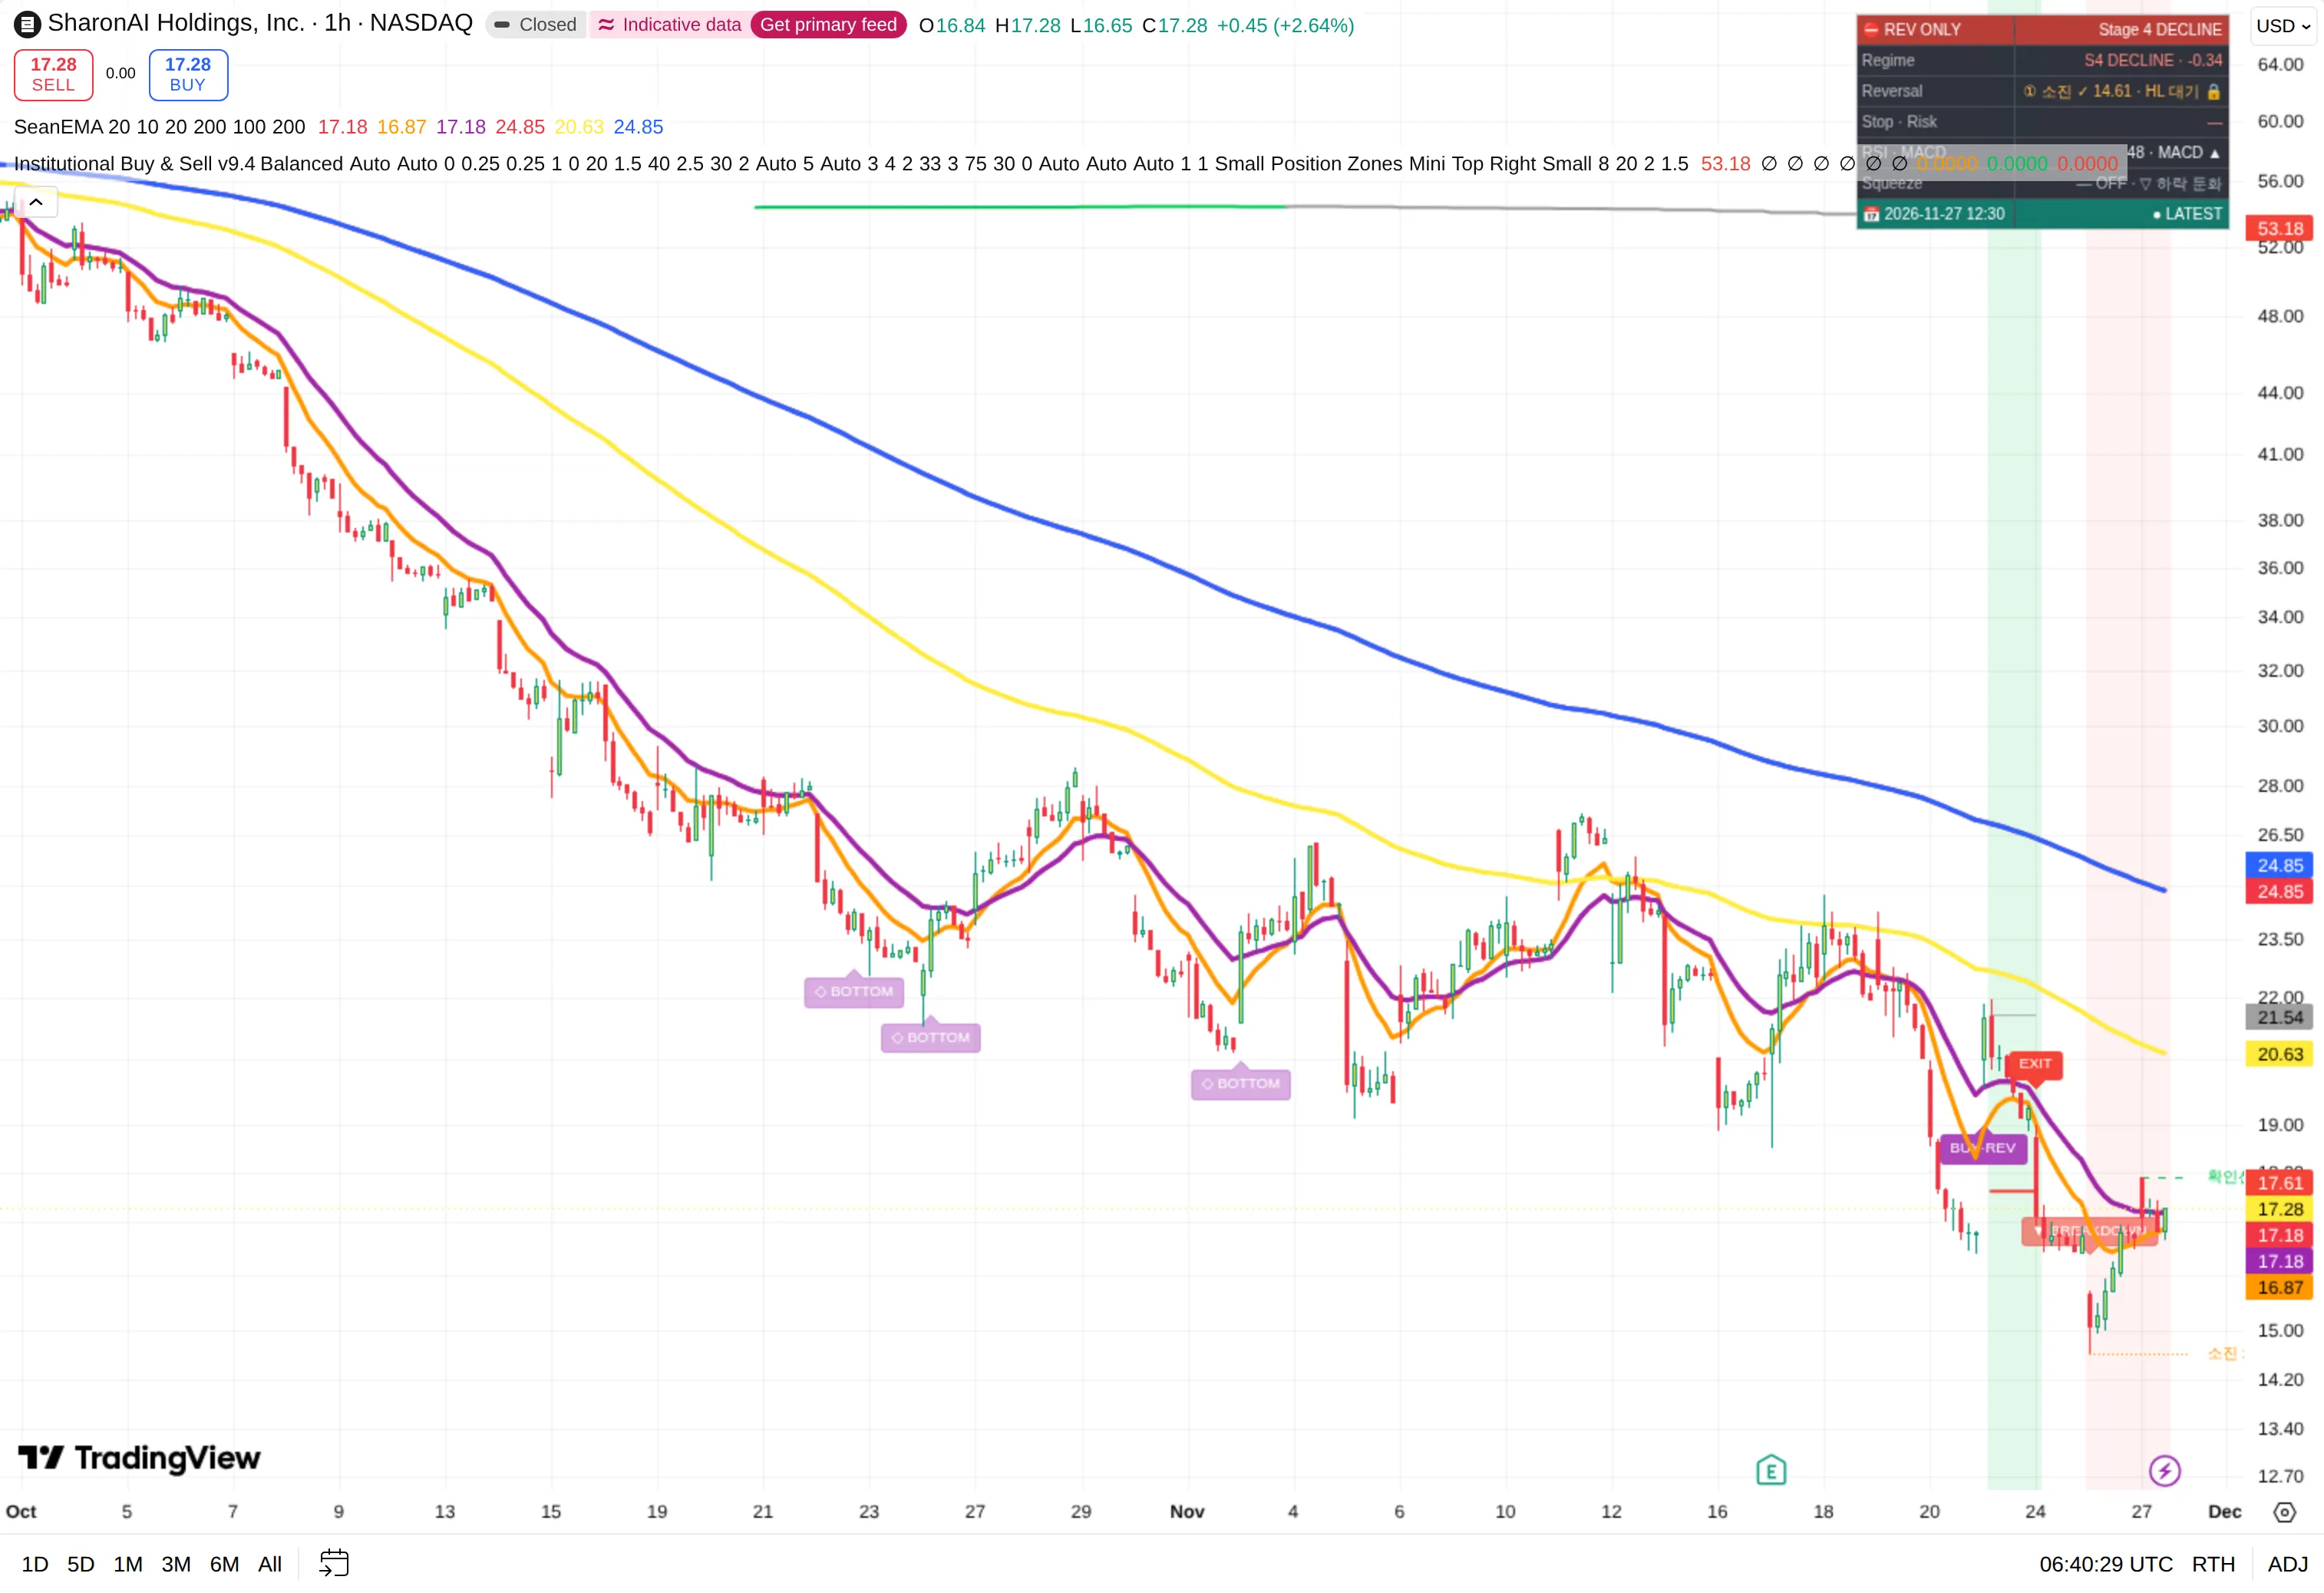 SharonAI Holdings, Inc. · 1h · NASDAQ Closed Indicative data Get primary feed O16.84 H17.28 L16.65 C17.28 +0.45 (+2.64%)
17.28 SELL 0.00 17.28 BUY
SeanEMA 20 10 20 200 100 200 17.18 16.87 17.18 24.85 20.63 24.85
Institutional Buy & Sell v9.4 Balanced Auto Auto 0 0.25 0.25 1 0 20 1.5 40 2.5 30 2 Auto 5 Auto 3 4 2 33 3 75 30 0 Auto Auto Auto 1 1 Small Position Zones Mini Top Right Small 8 20 2 1.5 53.18 ∅ ∅ ∅ ∅ ∅ ∅ 0.0000 0.0000 0.0000
⛔ REV ONLY Stage 4 DECLINE
Regime S4 DECLINE · -0.34
Reversal ① 소진 ✓ 14.61 · HL 대기 🔒
Stop · Risk —
RSI · MACD 48 · MACD ▲
Squeeze — OFF · ▽ 하락 둔화
📅 2026-11-27 12:30 ● LATEST
USD
64.00
60.00
56.00
53.18
52.00
48.00
44.00
41.00
38.00
36.00
34.00
32.00
30.00
28.00
26.50
24.85
24.85
23.50
22.00
21.54
20.63
19.00
17.61
17.28
17.18
17.18
16.87
15.00
14.20
13.40
12.70
◇ BOTTOM
◇ BOTTOM
◇ BOTTOM
EXIT
BUY-REV
▼ BREAKDOWN
확인
소진
E
TradingView
Oct 5 7 9 13 15 19 21 23 27 29 Nov 4 6 10 12 16 18 20 24 27 Dec
1D 5D 1M 3M 6M All 06:40:29 UTC RTH ADJ